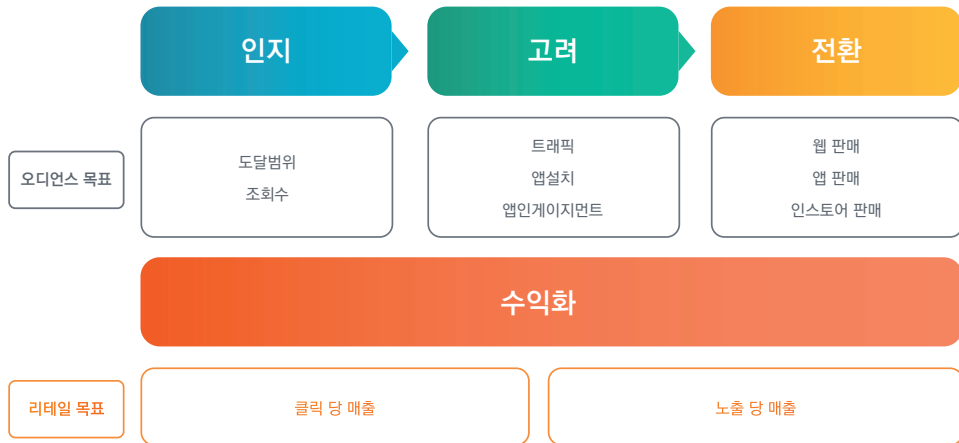 인지
고려
전환
오디언스 목표
도달범위
조회수
트래픽
앱설치
앱인게이지먼트
웹 판매
앱 판매
인스토어 판매
수익화
리테일 목표
클릭 당 매출
노출 당 매출